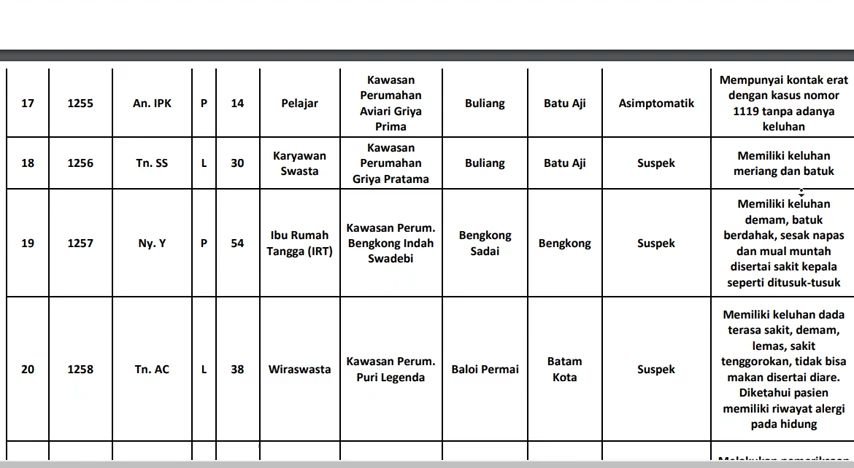 17 1255 An. IPK P 14 Pelajar Kawasan Perumahan Aviari Griya Prima Buliang Batu Aji Asimptomatik Mempunyai kontak erat dengan kasus nomor 1119 tanpa adanya keluhan
18 1256 Tn. SS L 30 Karyawan Swasta Kawasan Perumahan Griya Pratama Buliang Batu Aji Suspek Memiliki keluhan meriang dan batuk
19 1257 Ny. Y P 54 Ibu Rumah Tangga (IRT) Kawasan Perum. Bengkong Indah Swadebi Bengkong Sadai Bengkong Suspek Memiliki keluhan demam, batuk berdahak, sesak napas dan mual muntah disertai sakit kepala seperti ditusuk-tusuk
20 1258 Tn. AC L 38 Wiraswasta Kawasan Perum. Puri Legenda Baloi Permai Batam Kota Suspek Memiliki keluhan dada terasa sakit, demam, lemas, sakit tenggorokan, tidak bisa makan disertai diare. Diketahui pasien memiliki riwayat alergi pada hidung